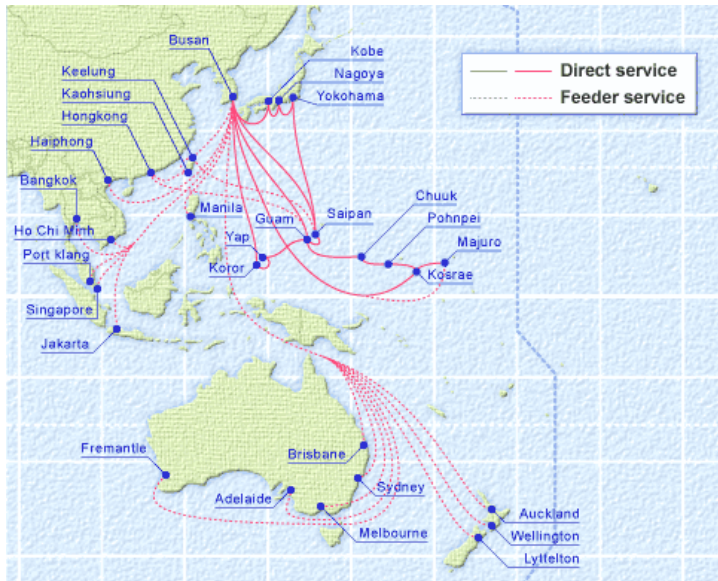 Busan
Kobe
Keelung
Nagoya
Direct service
Kaohsiung
Yokohama
Feeder service
Hongkong
Haiphong
Bangkok
Chuuk
Manila
Saipan
Pohnpei
Guam
Ho Chi Minh
Yap
Majuro
Port klang
Koror
Kosrae
Singapore
Jakarta
Fremantle
Brisbane
Sydney
Adelaide
Auckland
Melbourne
Wellington
Lyttelton